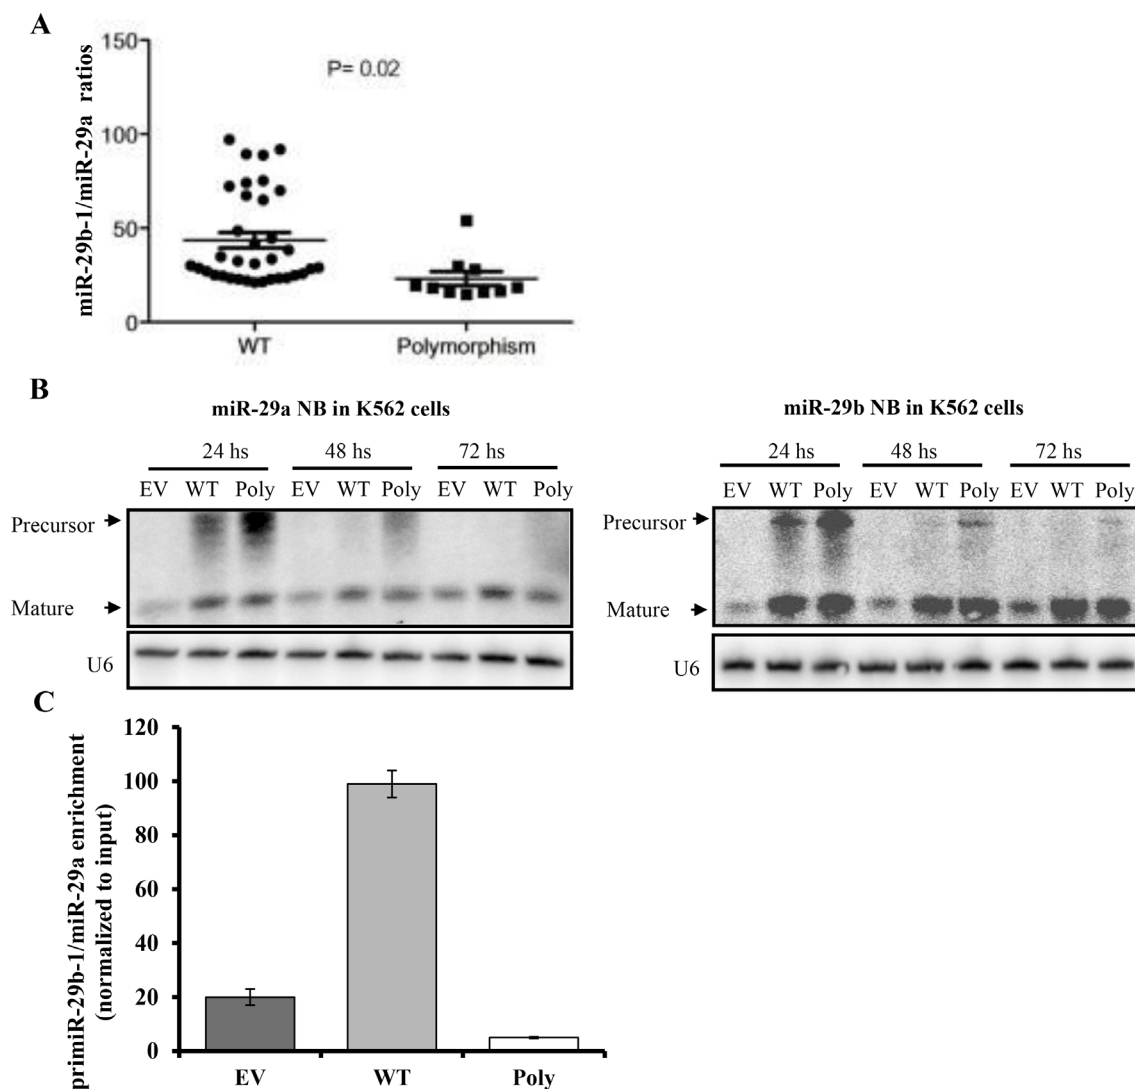 A
miR-29b-1/miR-29a ratios
150
100
50
0
P= 0.02
WT
Polymorphism
B
miR-29a NB in K562 cells
24 hs
48 hs
72 hs
EV
WT
Poly
EV
WT
Poly
EV
WT
Poly
Precursor
Mature
U6
miR-29b NB in K562 cells
24 hs
48 hs
72 hs
EV
WT
Poly
EV
WT
Poly
EV
WT
Poly
Precursor
Mature
U6
C
primiR-29b-1/miR-29a enrichment
(normalized to input)
120
100
80
60
40
20
0
EV
WT
Poly